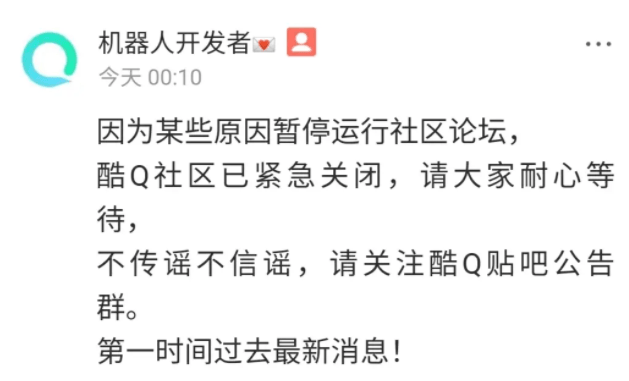 机器人开发者💌
今天 00:10
因为某些原因暂停运行社区论坛，
酷Q社区已紧急关闭，请大家耐心等
待，
不传谣不信谣，请关注酷Q贴吧公告
群。
第一时间过去最新消息！